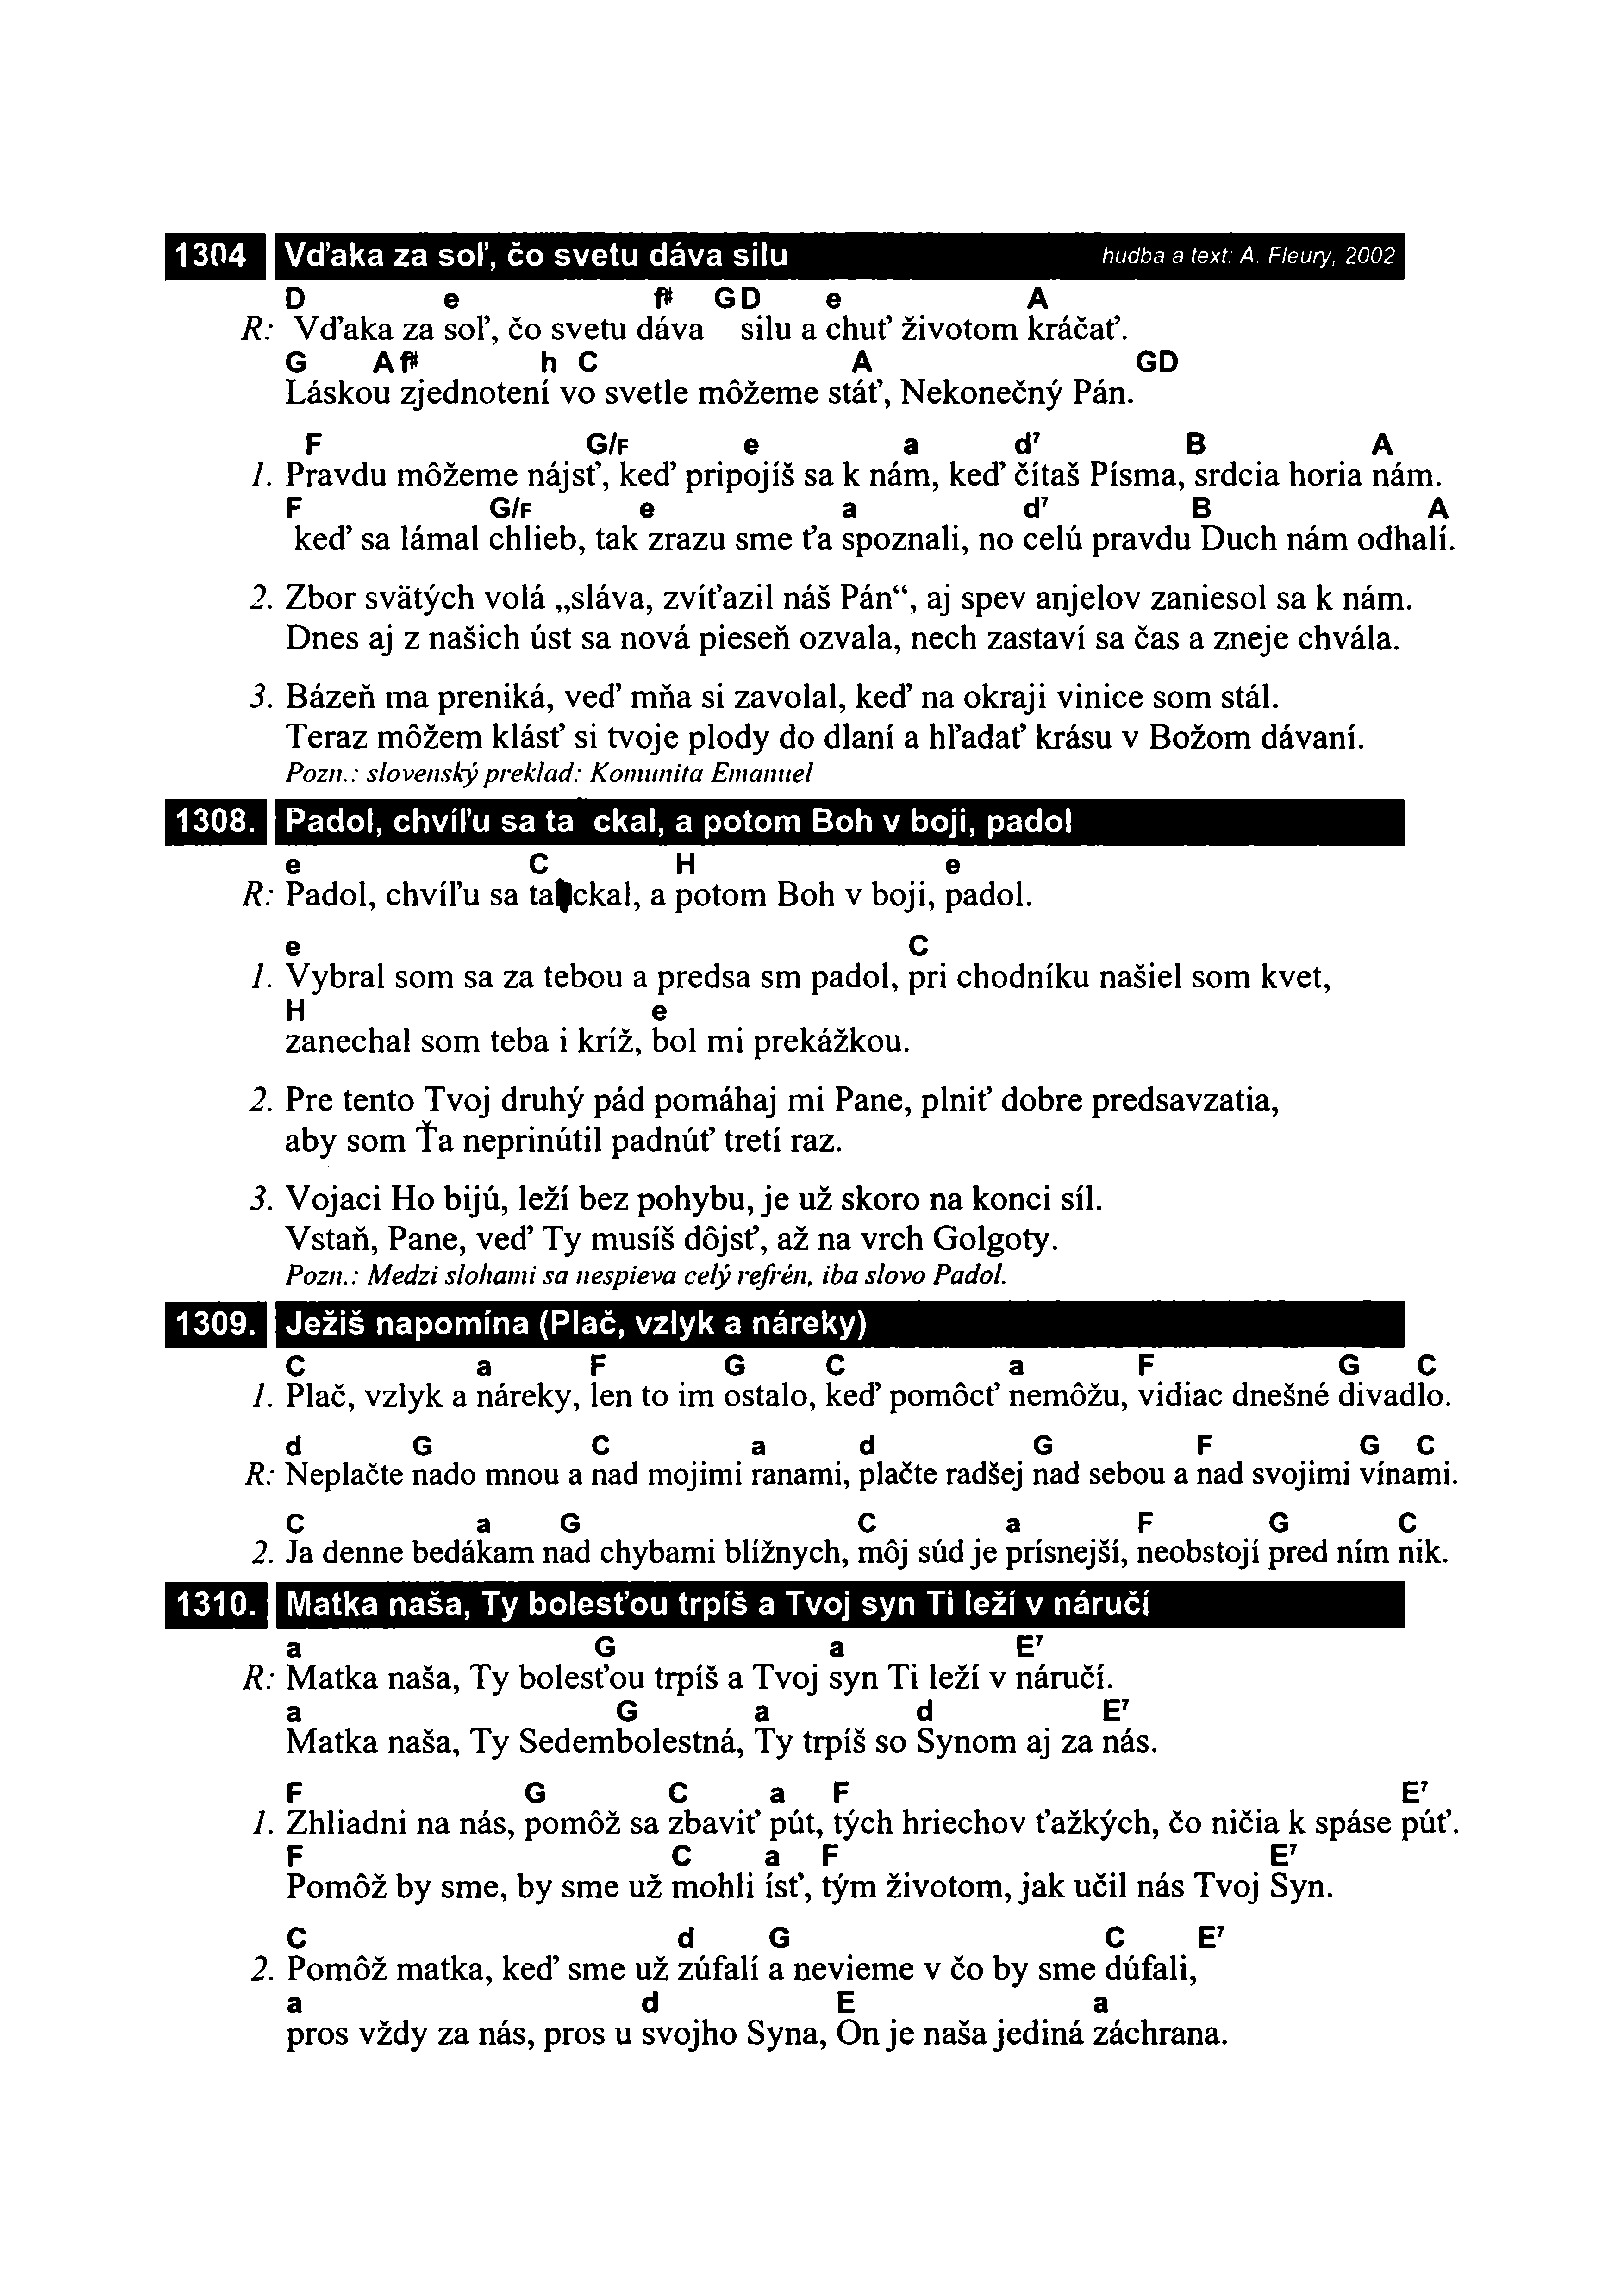 1304 Vďaka za soľ, čo svetu dáva silu hudba a text: A. Fleury, 2002
D e f# G D e A
R: Vďaka za soľ, čo svetu dáva silu a chuť životom kráčať.
G A f# h C A G D
Láskou zjednotení vo svetle môžeme stáť, Nekonečný Pán.
F G/F e a d⁷ B A
1. Pravdu môžeme nájsť, keď pripojíš sa k nám, keď čítaš Písma, srdcia horia nám.
F G/F e a d⁷ B A
keď sa lámal chlieb, tak zrazu sme ťa spoznali, no celú pravdu Duch nám odhalí.
2. Zbor svätých volá „sláva, zvíťazil náš Pán“, aj spev anjelov zaniesol sa k nám.
Dnes aj z našich úst sa nová pieseň ozvala, nech zastaví sa čas a zneje chvála.
3. Bázeň ma preniká, veď mňa si zavolal, keď na okraji vinice som stál.
Teraz môžem klásť si tvoje plody do dlaní a hľadať krásu v Božom dávaní.
Pozn.: slovenský preklad: Komunita Emanuel
1308. Padol, chvíľu sa ta ckal, a potom Boh v boji, padol
e C H e
R: Padol, chvíľu sa ta ckal, a potom Boh v boji, padol.
e C
1. Vybral som sa za tebou a predsa sm padol, pri chodníku našiel som kvet,
H e
zanechal som teba i kríž, bol mi prekážkou.
2. Pre tento Tvoj druhý pád pomáhaj mi Pane, plniť dobre predsavzatia,
aby som Ťa neprinútil padnúť tretí raz.
3. Vojaci Ho bijú, leží bez pohybu, je už skoro na konci síl.
Vstaň, Pane, veď Ty musíš dôjsť, až na vrch Golgoty.
Pozn.: Medzi slohami sa nespieva celý refrén, iba slovo Padol.
1309. Ježiš napomína (Plač, vzlyk a náreky)
C a F G C a F G C
1. Plač, vzlyk a náreky, len to im ostalo, keď pomôcť nemôžu, vidiac dnešné divadlo.
d G C a d G F G C
R: Neplačte nado mnou a nad mojimi ranami, plačte radšej nad sebou a nad svojimi vínami.
C a G C a F G C
2. Ja denne bedákam nad chybami blížnych, môj súd je prísnejší, neobstojí pred ním nik.
1310. Matka naša, Ty bolesťou trpíš a Tvoj syn Ti leží v náručí
a G a E⁷
R: Matka naša, Ty bolesťou trpíš a Tvoj syn Ti leží v náručí.
a G a d E⁷
Matka naša, Ty Sedembolestná, Ty trpíš so Synom aj za nás.
F G C a F E⁷
1. Zhliadni na nás, pomôž sa zbaviť pút, tých hriechov ťažkých, čo ničia k spáse púť.
F C a F E⁷
Pomôž by sme, by sme už mohli ísť, tým životom, jak učil nás Tvoj Syn.
C d G C E⁷
2. Pomôž matka, keď sme už zúfalí a nevieme v čo by sme dúfali,
a d E a
pros vždy za nás, pros u svojho Syna, On je naša jediná záchrana.